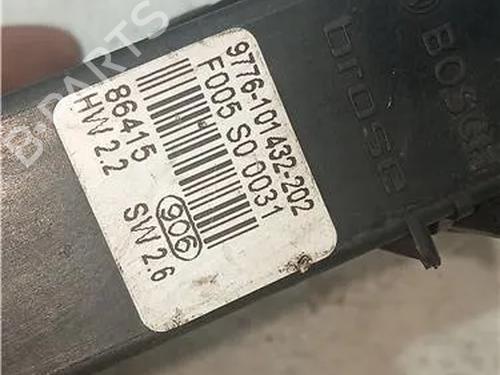 9776-101432-202
F005 S0 0031
86415
HW 2.2
906
SW 2.6
brose
BOSCH
B-PARTS